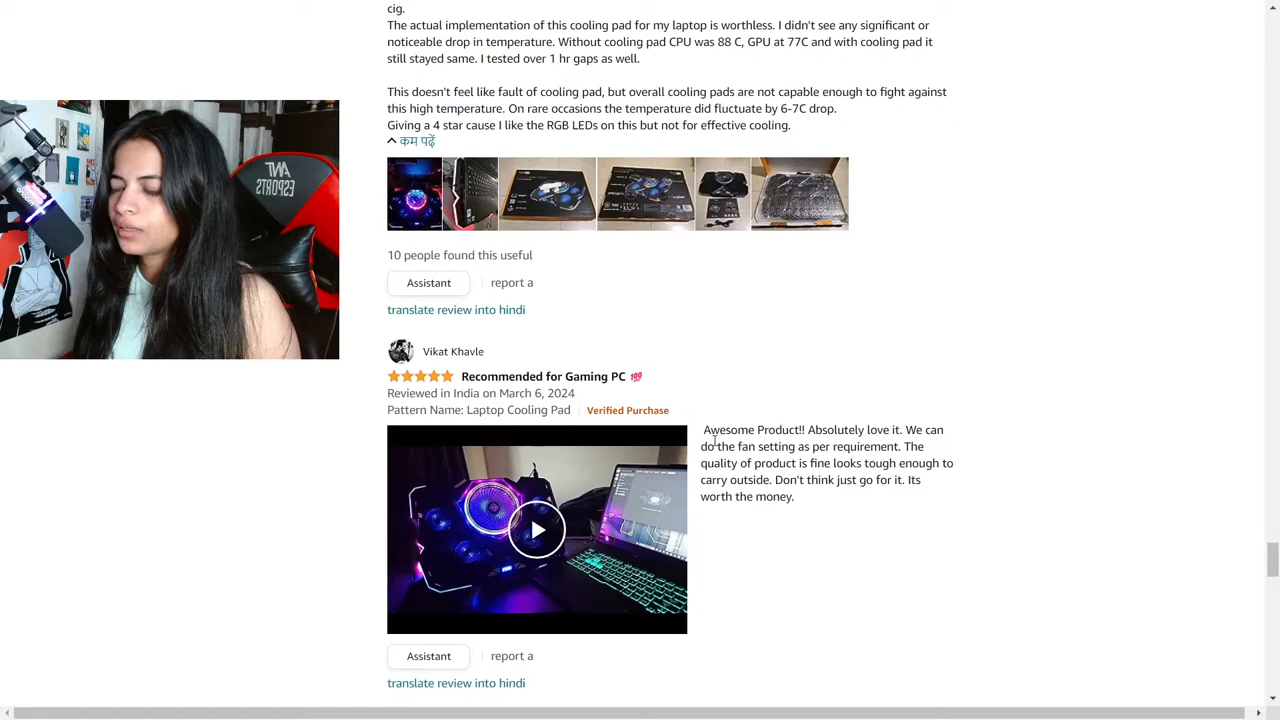 cig.
The actual implementation of this cooling pad for my laptop is worthless. I didn't see any significant or
noticeable drop in temperature. Without cooling pad CPU was 88 C, GPU at 77C and with cooling pad it
still stayed same. I tested over 1 hr gaps as well.
This doesn't feel like fault of cooling pad, but overall cooling pads are not capable enough to fight against
this high temperature. On rare occasions the temperature did fluctuate by 6-7C drop.
Giving a 4 star cause I like the RGB LEDs on this but not for effective cooling.
कम पढ़ें
ANT
ESPORTS
10 people found this useful
Assistant
report a
translate review into hindi
Vikat Khavle
Recommended for Gaming PC 💯
Reviewed in India on March 6, 2024
Pattern Name: Laptop Cooling Pad
Verified Purchase
Awesome Product!! Absolutely love it. We can
do the fan setting as per requirement. The
quality of product is fine looks tough enough to
carry outside. Don't think just go for it. Its
worth the money.
Assistant
report a
translate review into hindi